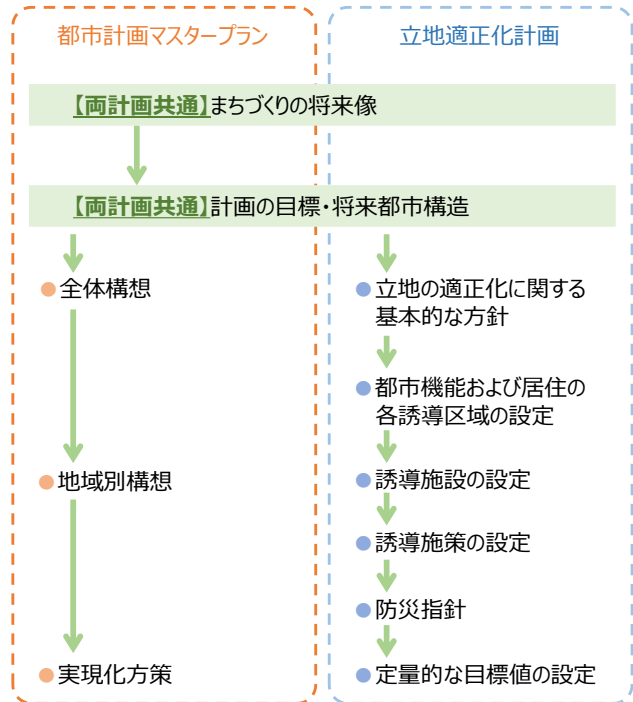 都市計画マスタープラン
立地適正化計画
【両計画共通】まちづくりの将来像
【両計画共通】計画の目標・将来都市構造
全体構想
地域別構想
実現化方策
立地の適正化に関する
基本的な方針
都市機能および居住の
各誘導区域の設定
誘導施設の設定
誘導施策の設定
防災指針
定量的な目標値の設定